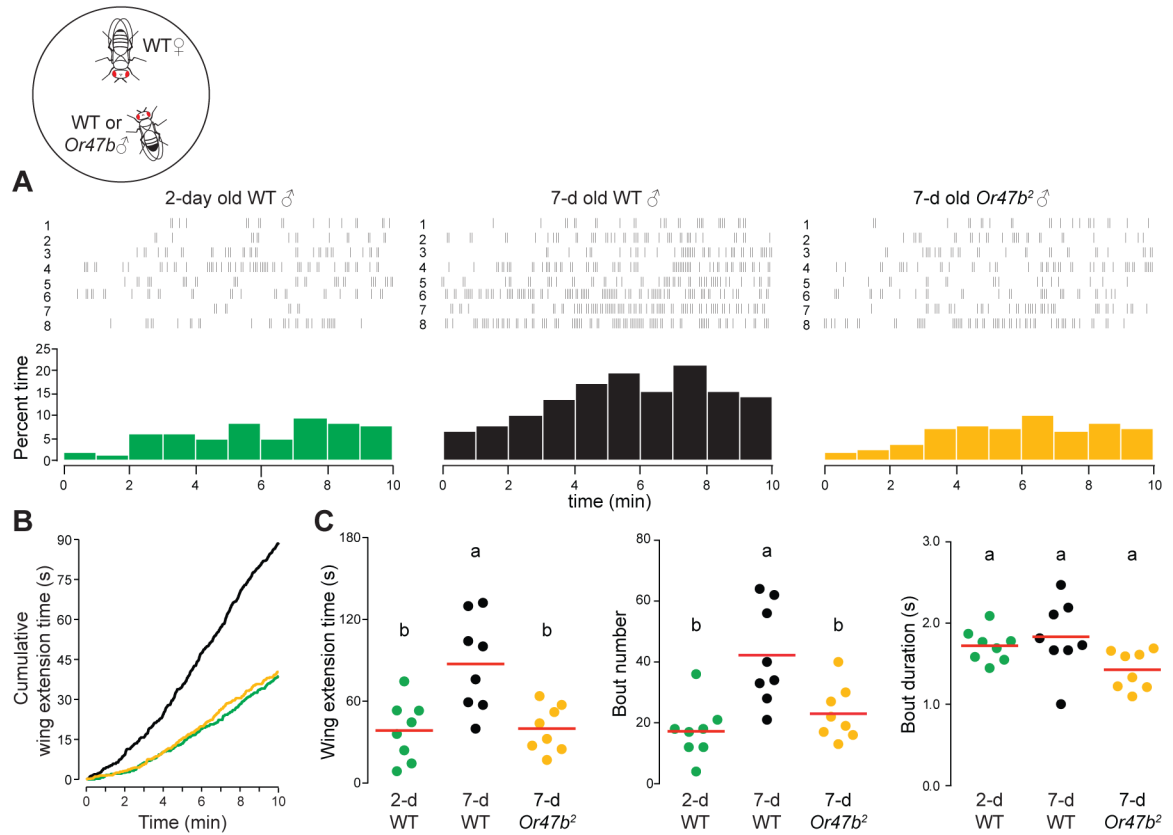 WT♀
WT or
Or47b♂
A
2-day old WT ♂
7-d old WT ♂
7-d old Or47b² ♂
1
2
3
4
5
6
7
8
1
2
3
4
5
6
7
8
1
2
3
4
5
6
7
8
Percent time
25
20
15
10
5
0
0 2 4 6 8 10
0 2 4 6 8 10
0 2 4 6 8 10
time (min)
B
Cumulative
wing extension time (s)
90
75
60
45
30
15
0
0 2 4 6 8 10
Time (min)
C
Wing extension time (s)
180
120
60
0
b
a
b
2-d 7-d 7-d
WT WT Or47b²
Bout number
80
60
40
20
0
b
a
b
2-d 7-d 7-d
WT WT Or47b²
Bout duration (s)
3.0
2.0
1.0
0.0
a
a
a
2-d 7-d 7-d
WT WT Or47b²